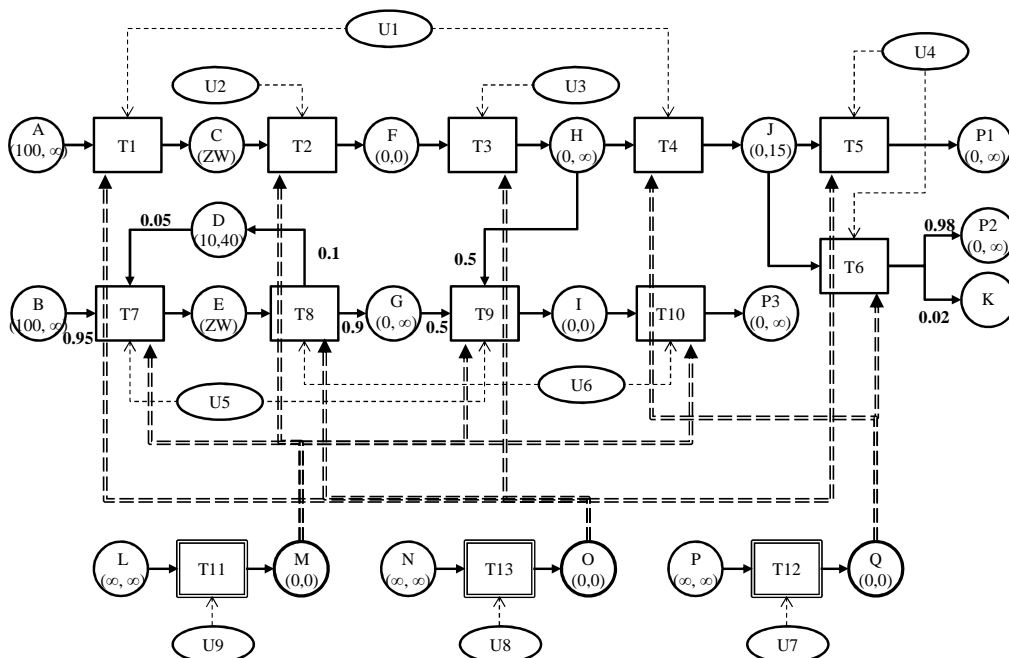 U1
U4
U2
U3
A
(100, ∞)
T1
C
(ZW)
T2
F
(0,0)
T3
H
(0, ∞)
T4
J
(0,15)
T5
P1
(0, ∞)
0.05
D
(10,40)
0.1
0.5
T6
0.98
P2
(0, ∞)
K
0.02
B
(100, ∞)
0.95
T7
E
(ZW)
T8
0.9
G
(0, ∞)
0.5
T9
I
(0,0)
T10
P3
(0, ∞)
U5
U6
L
(∞, ∞)
T11
M
(0,0)
N
(∞, ∞)
T13
O
(0,0)
P
(∞, ∞)
T12
Q
(0,0)
U9
U8
U7